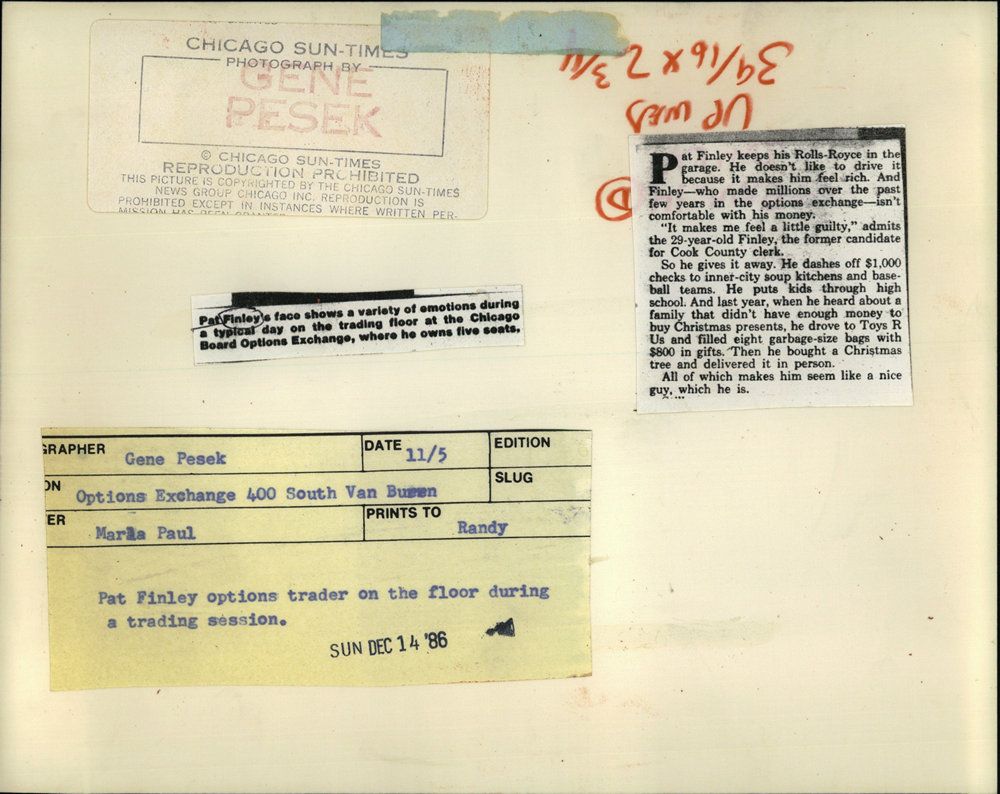 CHICAGO SUN-TIMES
PHOTOGRAPH BY
GENE
PESEK
© CHICAGO SUN-TIMES
REPRODUCTION PROHIBITED
THIS PICTURE IS COPYRIGHTED BY THE CHICAGO SUN-TIMES
NEWS GROUP CHICAGO INC. REPRODUCTION IS
PROHIBITED EXCEPT IN INSTANCES WHERE WRITTEN PER-
MISSION HAS BEEN
39/16 x 2 3/4
UP WED
D
Pat Finley keeps his Rolls-Royce in the
garage. He doesn't like to drive it
because it makes him feel rich. And
Finley—who made millions over the past
few years in the options exchange—isn't
comfortable with his money.
"It makes me feel a little guilty," admits
the 29-year-old Finley, the former candidate
for Cook County clerk.
So he gives it away. He dashes off $1,000
checks to inner-city soup kitchens and base-
ball teams. He puts kids through high
school. And last year, when he heard about a
family that didn't have enough money to
buy Christmas presents, he drove to Toys R
Us and filled eight garbage-size bags with
$800 in gifts. Then he bought a Christmas
tree and delivered it in person.
All of which makes him seem like a nice
guy, which he is.
Pat Finley's face shows a variety of emotions during
a typical day on the trading floor at the Chicago
Board Options Exchange, where he owns five seats.
GRAPHER Gene Pesek DATE 11/5 EDITION
ON Options Exchange 400 South Van Buren SLUG
ER Marla Paul PRINTS TO Randy
Pat Finley options trader on the floor during
a trading session.
SUN DEC 14 '86